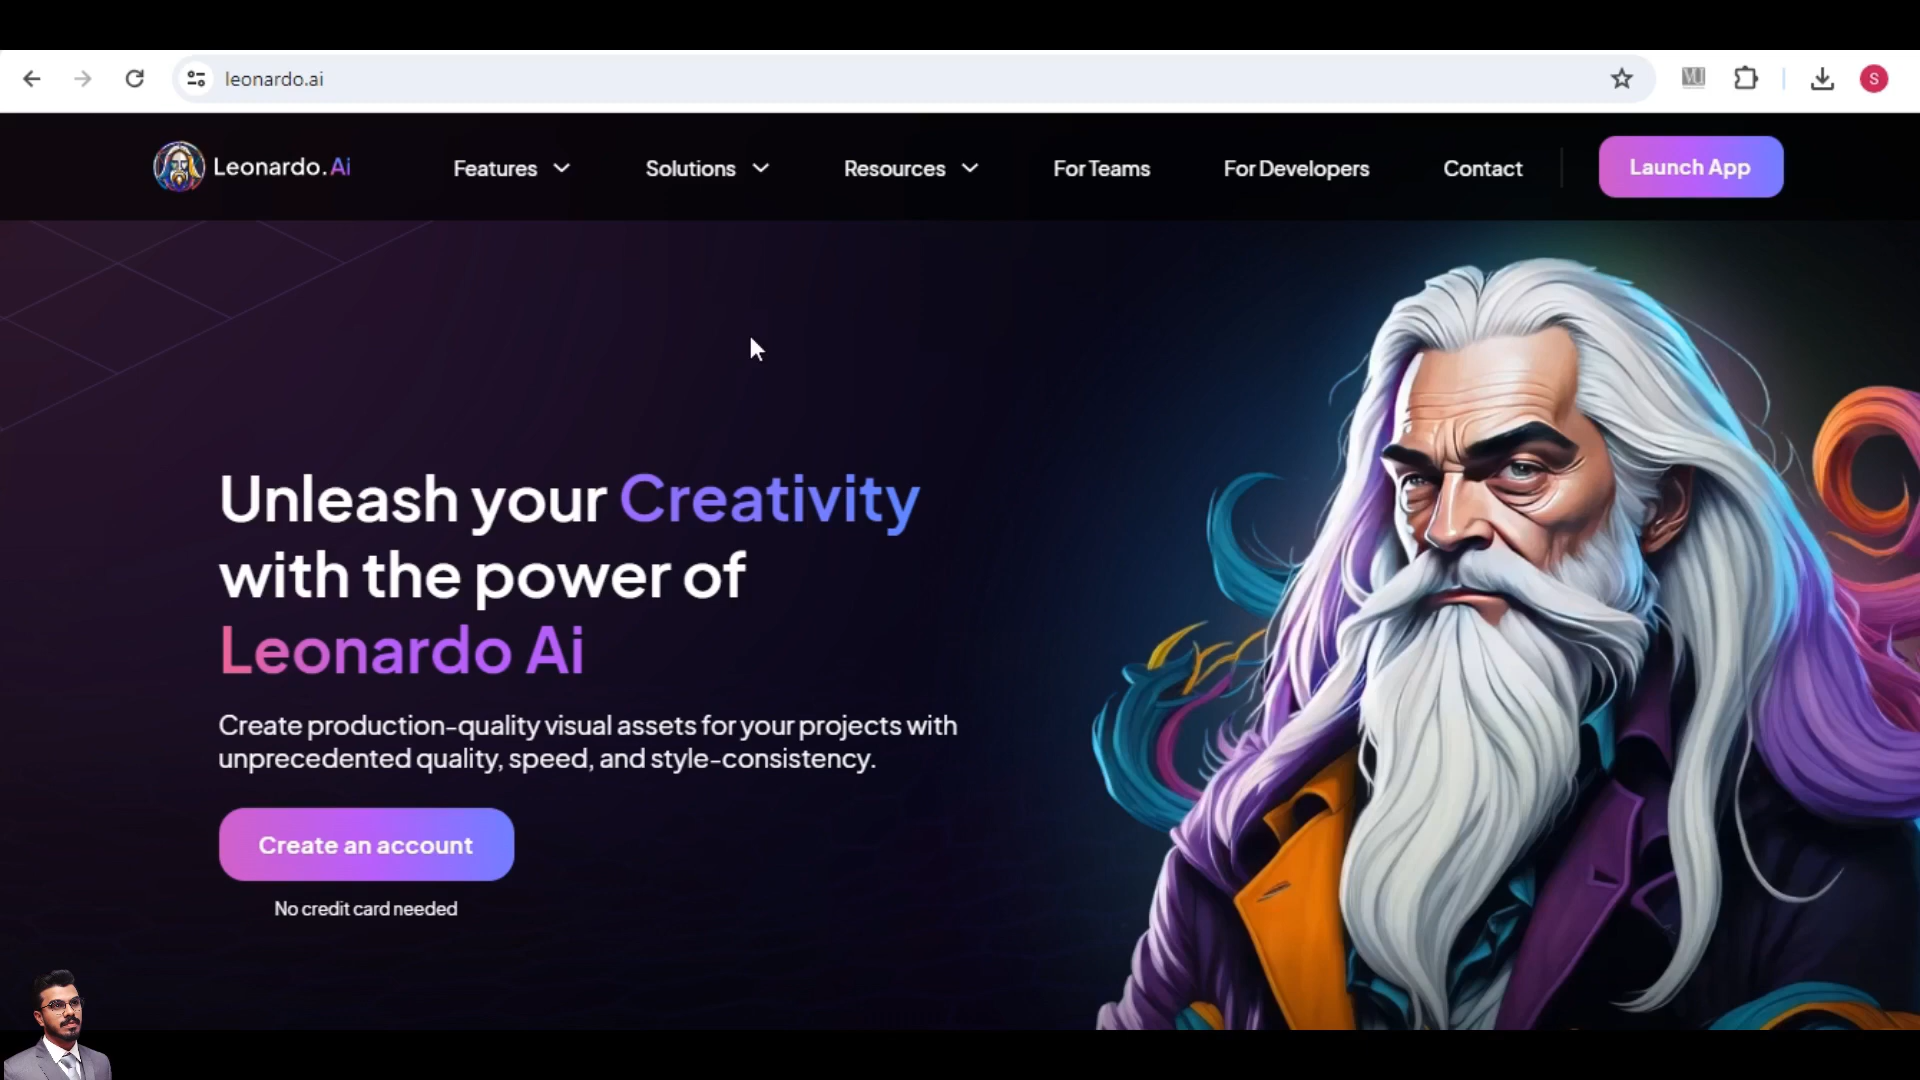 leonardo.ai
S
Leonardo.Ai
Features
Solutions
Resources
For Teams
For Developers
Contact
Launch App
Unleash your Creativity
with the power of
Leonardo Ai
Create production-quality visual assets for your projects with
unprecedented quality, speed, and style-consistency.
Create an account
No credit card needed